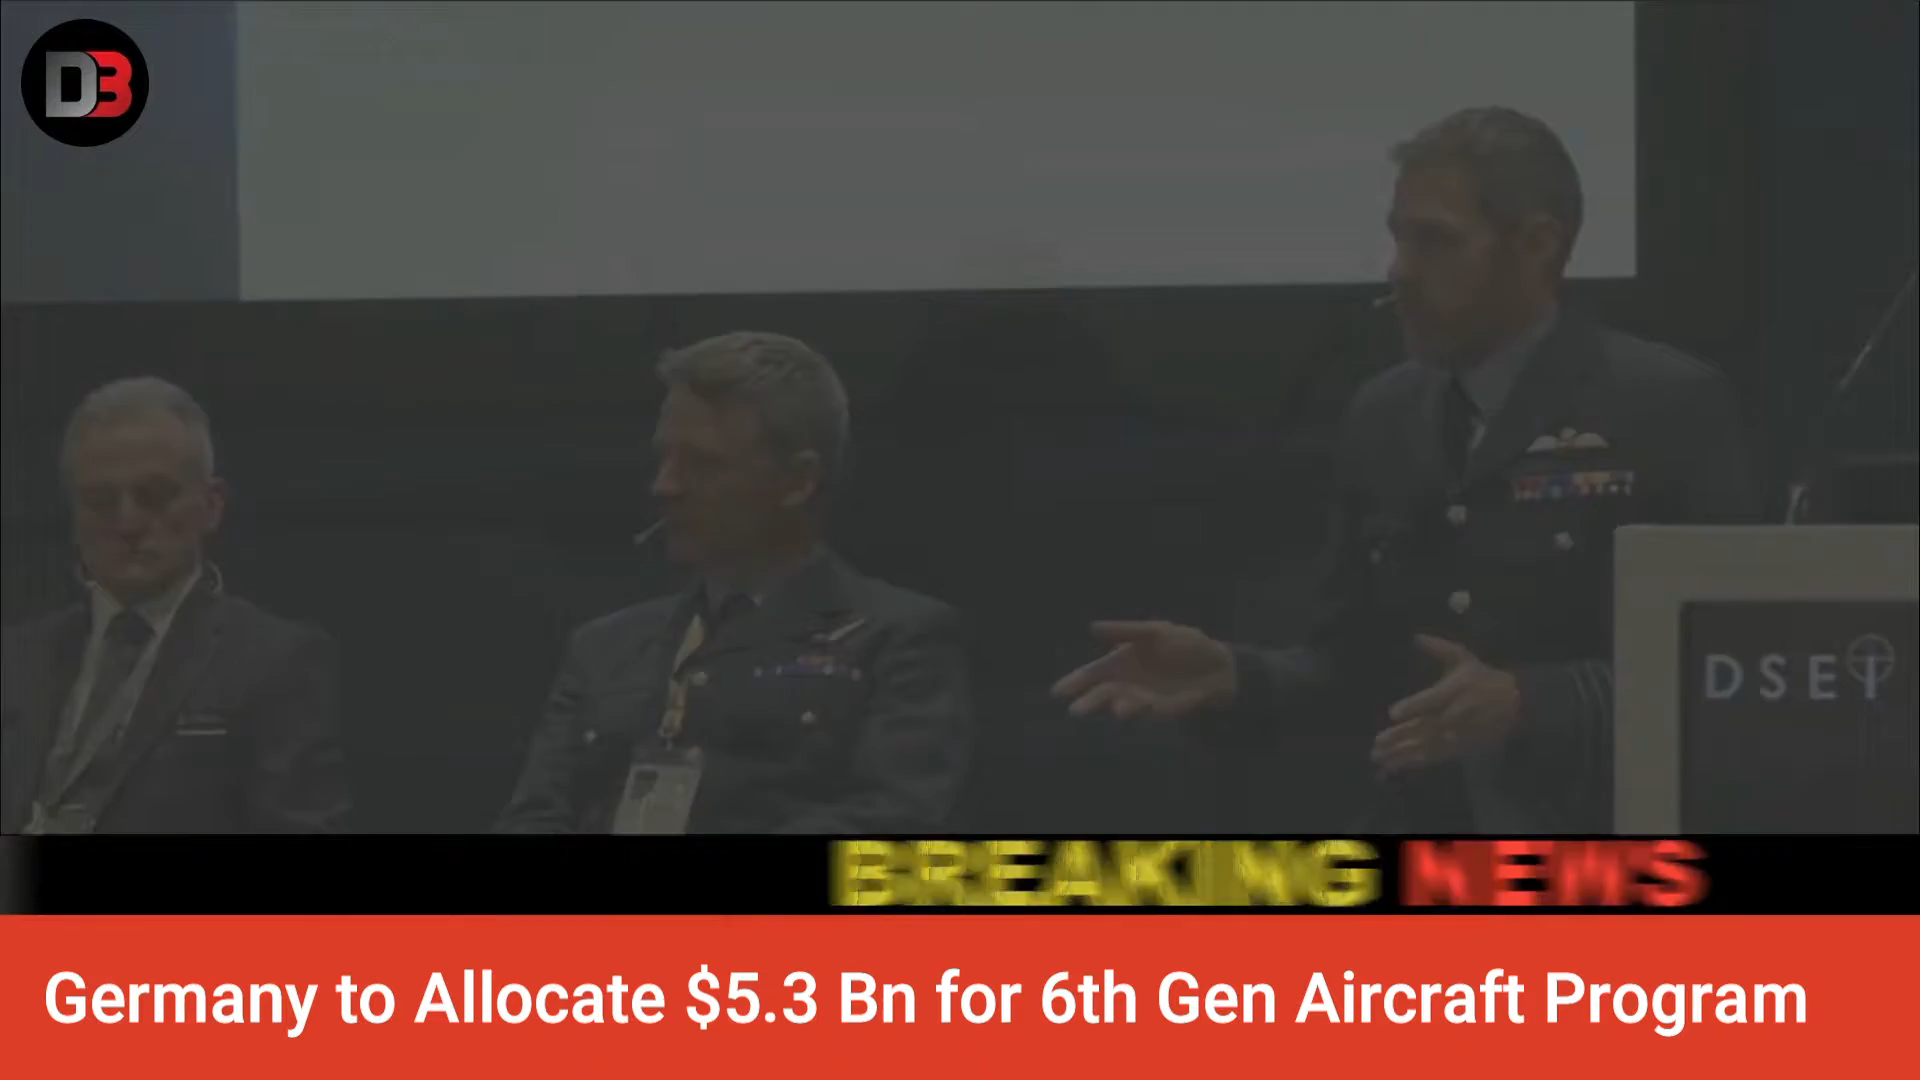 D3
DSEI
BREAKING NEWS
Germany to Allocate $5.3 Bn for 6th Gen Aircraft Program